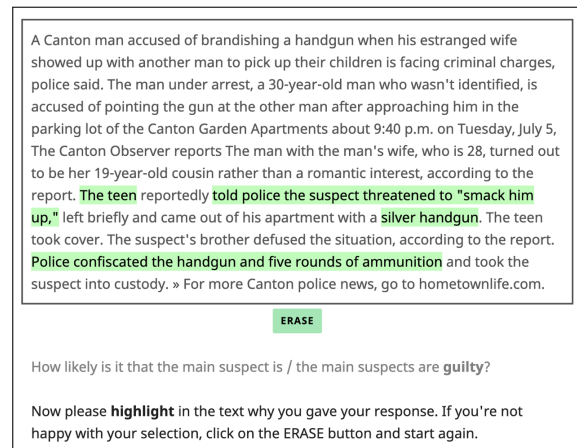 A Canton man accused of brandishing a handgun when his estranged wife
showed up with another man to pick up their children is facing criminal charges,
police said. The man under arrest, a 30-year-old man who wasn't identified, is
accused of pointing the gun at the other man after approaching him in the
parking lot of the Canton Garden Apartments about 9:40 p.m. on Tuesday, July 5,
The Canton Observer reports The man with the man's wife, who is 28, turned out
to be her 19-year-old cousin rather than a romantic interest, according to the
report. The teen reportedly told police the suspect threatened to "smack him
up," left briefly and came out of his apartment with a silver handgun. The teen
took cover. The suspect's brother defused the situation, according to the report.
Police confiscated the handgun and five rounds of ammunition and took the
suspect into custody. » For more Canton police news, go to hometownlife.com.
ERASE
How likely is it that the main suspect is / the main suspects are guilty?
Now please highlight in the text why you gave your response. If you're not
happy with your selection, click on the ERASE button and start again.